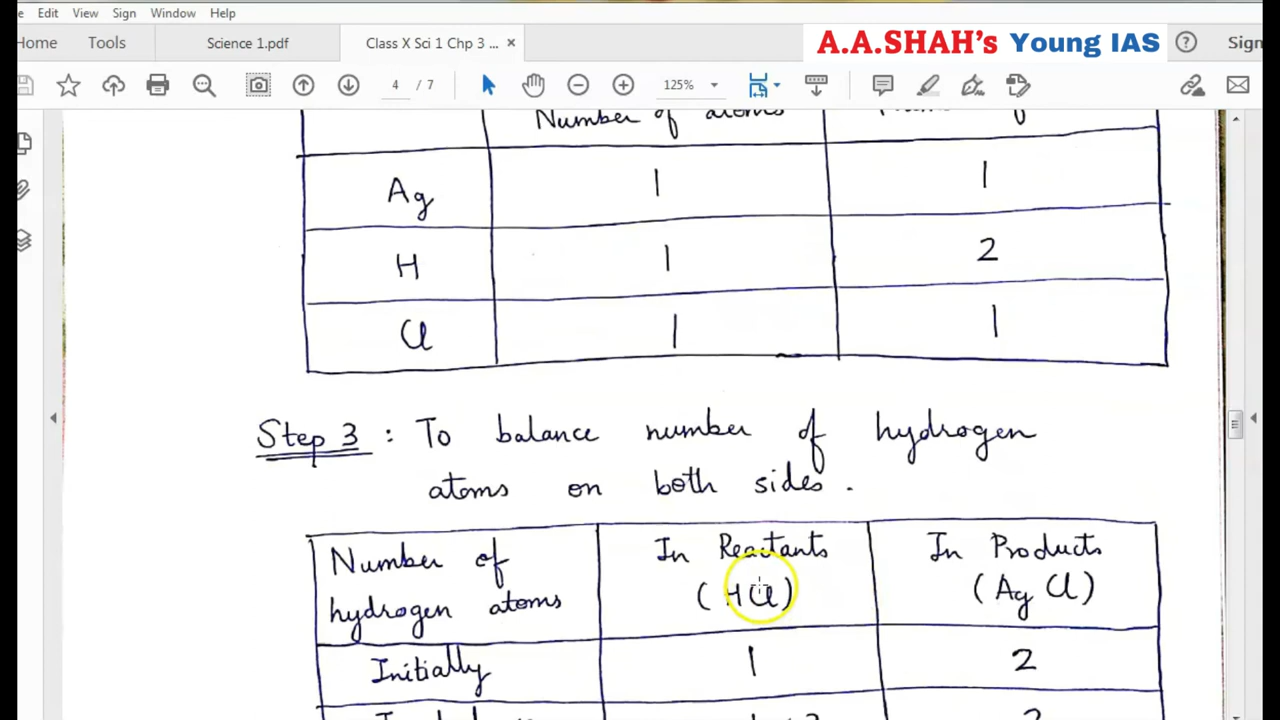 Edit View Sign Window Help
Home Tools Science 1.pdf Class X Sci 1 Chp 3 ... × A.A.SHAH's Young IAS Sign
4 / 7 125%
Number of atoms
Ag 1 1
H 1 2
Cl 1 1
Step 3 : To balance number of hydrogen
atoms on both sides .
Number of In Reactants In Products
hydrogen atoms (HCl) (AgCl)
Initially 1 2